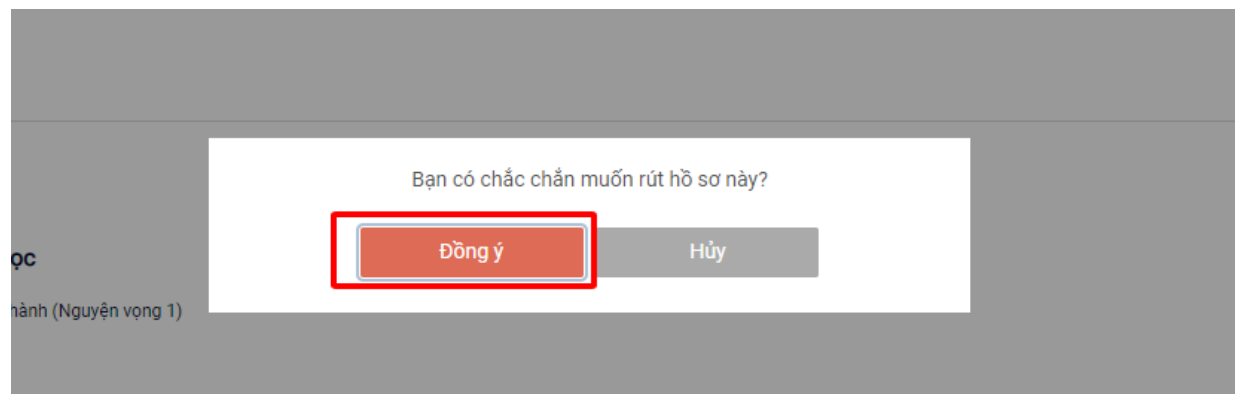 Bạn có chắc chắn muốn rút hồ sơ này?
Đồng ý
Hủy
ọc
hành (Nguyện vọng 1)